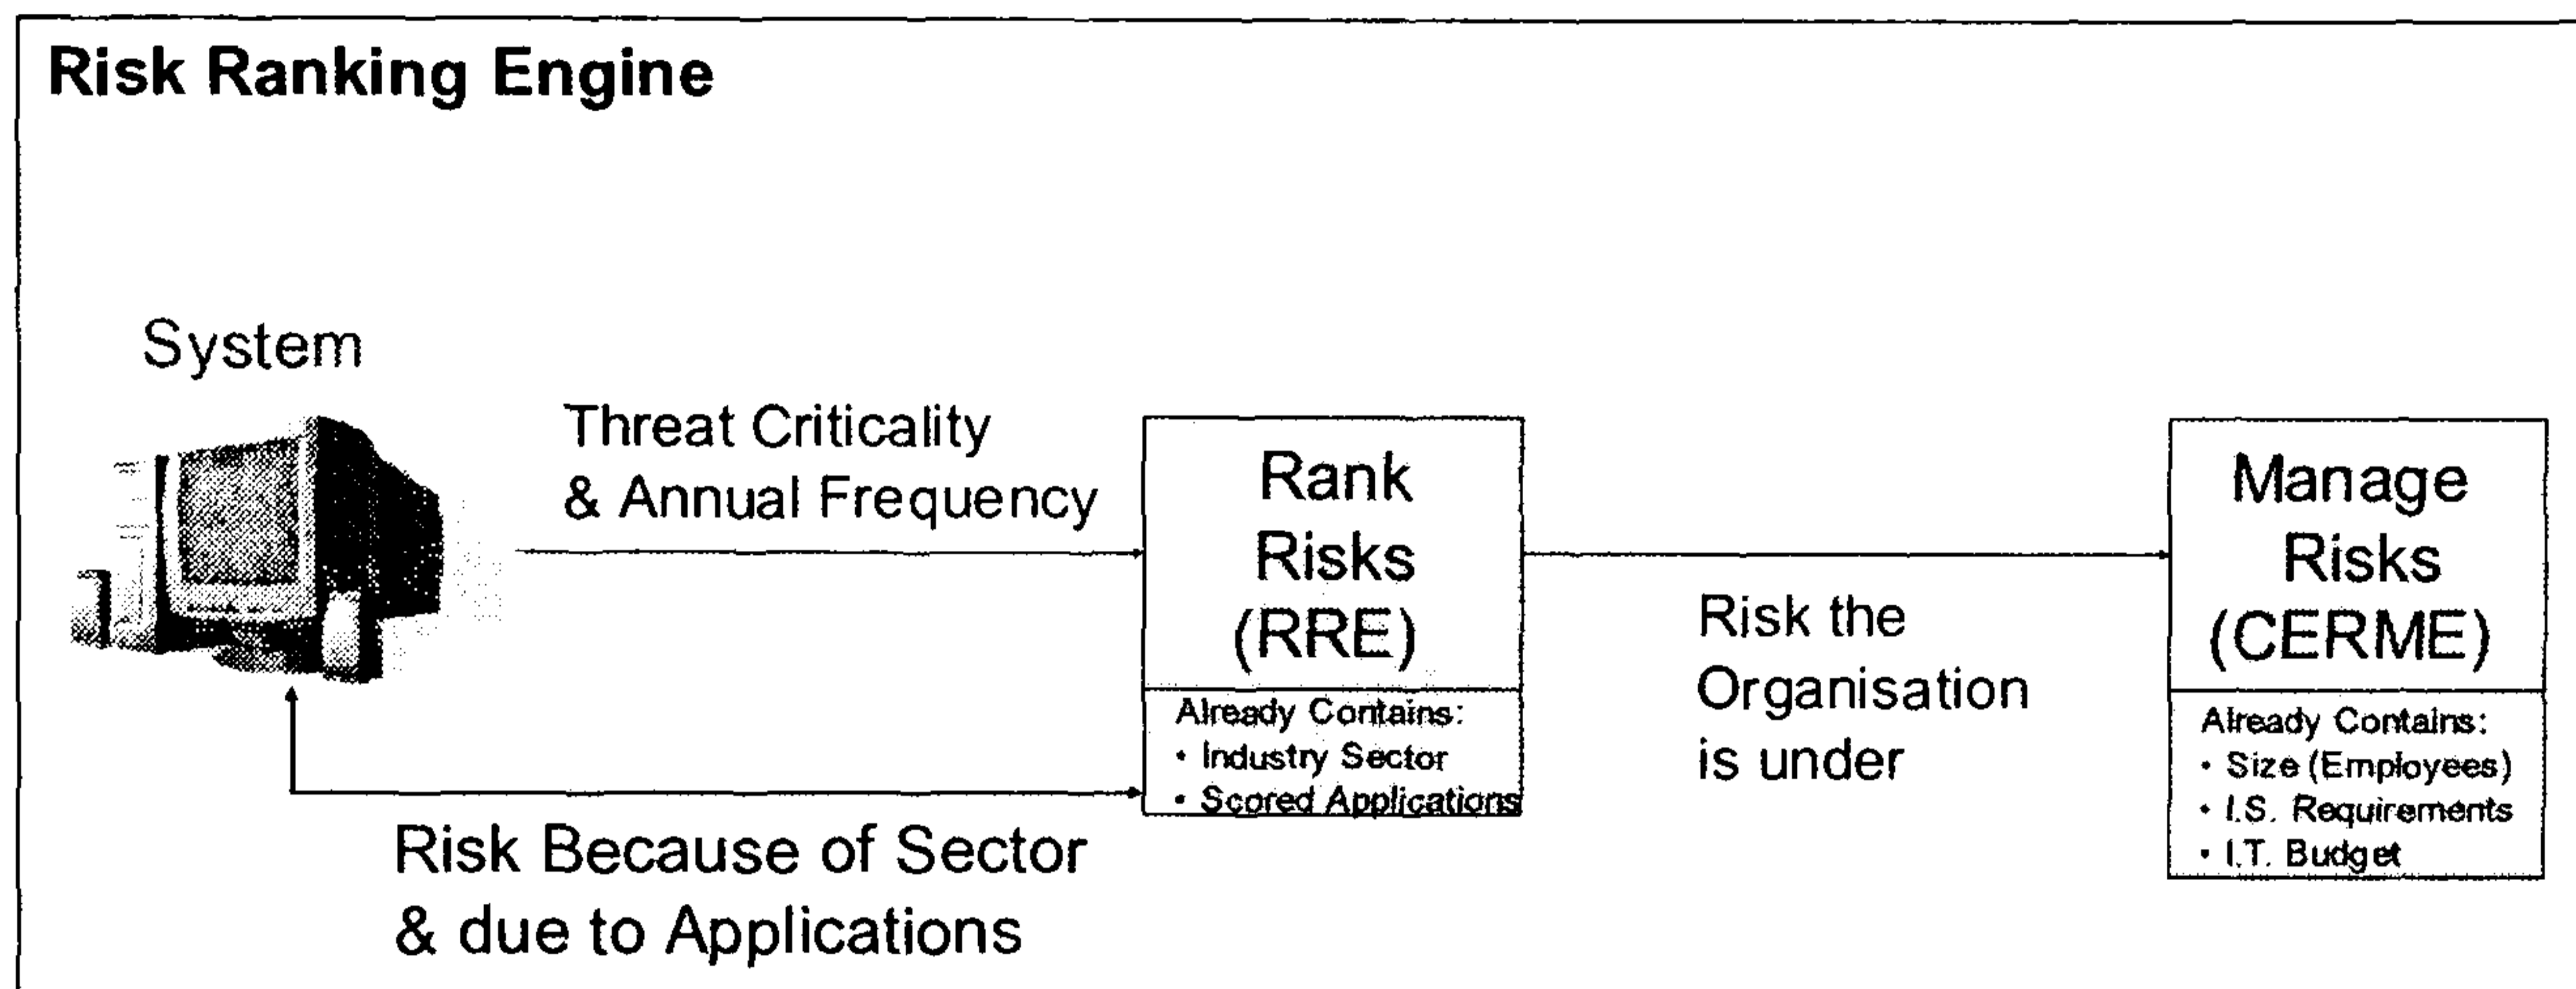 Risk Ranking Engine
System
Threat Criticality
& Annual Frequency
Rank
Risks
(RRE)
Already Contains:
• Industry Sector
• Scored Applications
Risk Because of Sector
& due to Applications
Risk the
Organisation
is under
Manage
Risks
(CERME)
Already Contains:
• Size (Employees)
• I.S. Requirements
• I.T. Budget